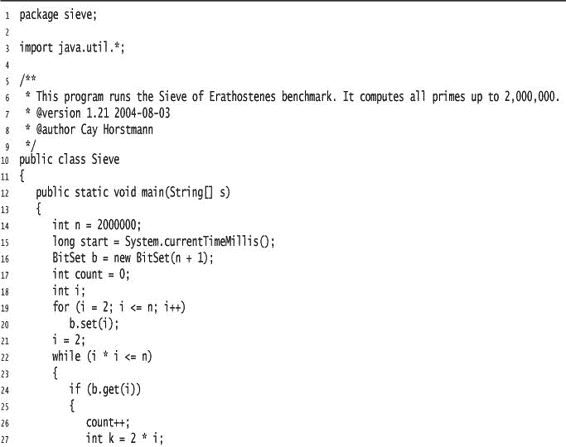 1 package sieve;
2
3 import java.util.*;
4
5 /**
6  * This program runs the Sieve of Erathostenes benchmark. It computes all primes up to 2,000,000.
7  * @version 1.21 2004-08-03
8  * @author Cay Horstmann
9  */
10 public class Sieve
11 {
12    public static void main(String[] s)
13    {
14       int n = 2000000;
15       long start = System.currentTimeMillis();
16       BitSet b = new BitSet(n + 1);
17       int count = 0;
18       int i;
19       for (i = 2; i <= n; i++)
20          b.set(i);
21       i = 2;
22       while (i * i <= n)
23       {
24          if (b.get(i))
25          {
26             count++;
27             int k = 2 * i;